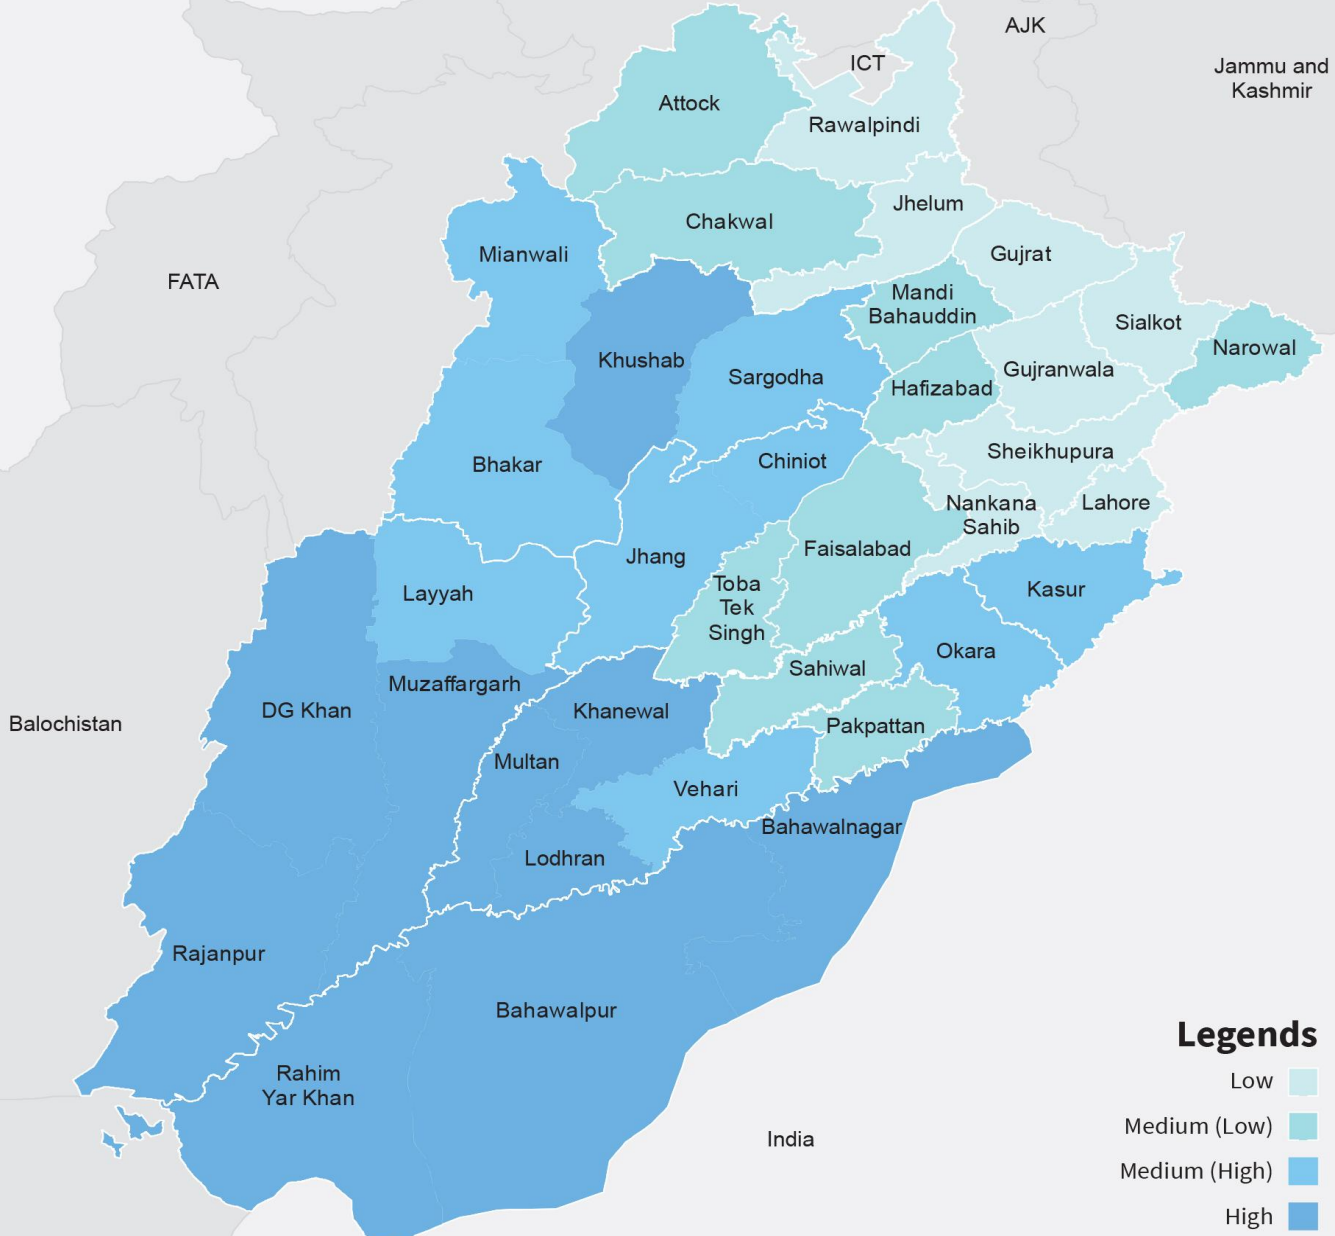 AJK
ICT
Jammu and
Kashmir
Attock
Rawalpindi
Jhelum
Chakwal
Mianwali
Gujrat
FATA
Mandi
Bahauddin
Sialkot
Narowal
Khushab
Sargodha
Gujranwala
Hafizabad
Sheikhupura
Bhakar
Chiniot
Nankana
Sahib
Lahore
Jhang
Faisalabad
Toba
Tek
Singh
Layyah
Kasur
Okara
Sahiwal
Muzaffargarh
DG Khan
Khanewal
Balochistan
Pakpattan
Multan
Vehari
Bahawalnagar
Lodhran
Rajanpur
Bahawalpur
Rahim
Yar Khan
India
Legends
Low
Medium (Low)
Medium (High)
High